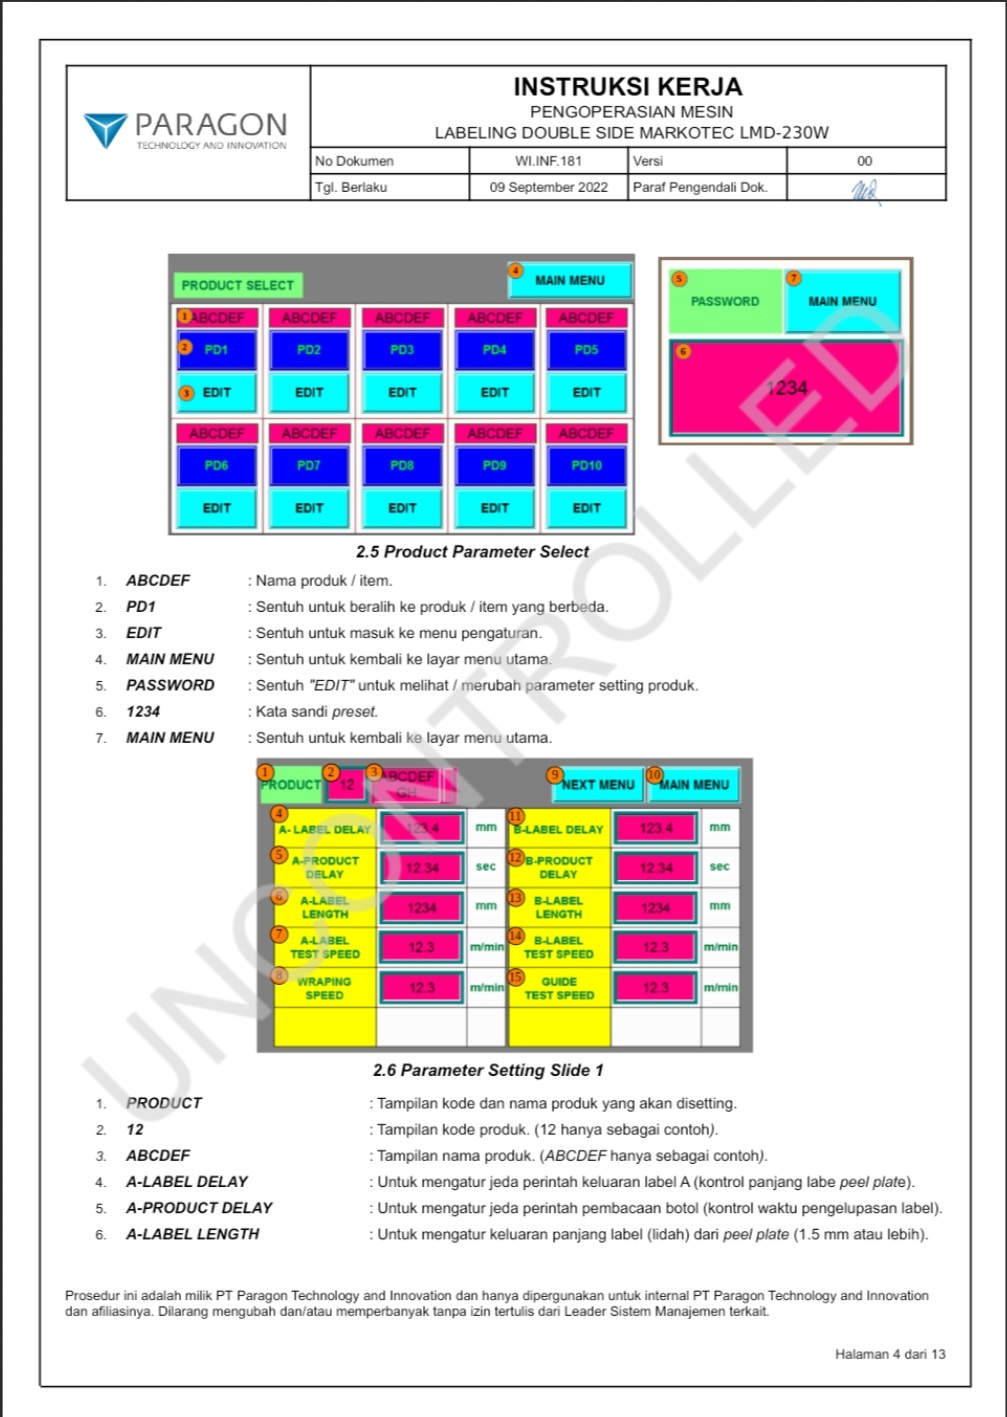 PARAGON
TECHNOLOGY AND INNOVATION
INSTRUKSI KERJA
PENGOPERASIAN MESIN
LABELING DOUBLE SIDE MARKOTEC LMD-230W
No Dokumen WI.INF.181 Versi 00
Tgl. Berlaku 09 September 2022 Paraf Pengendali Dok.
PRODUCT SELECT 4 MAIN MENU
1 ABCDEF ABCDEF ABCDEF ABCDEF ABCDEF
2 PD1 PD2 PD3 PD4 PD5
3 EDIT EDIT EDIT EDIT EDIT
ABCDEF ABCDEF ABCDEF ABCDEF ABCDEF
PD6 PD7 PD8 PD9 PD10
EDIT EDIT EDIT EDIT EDIT
5 PASSWORD 7 MAIN MENU
6 1234
2.5 Product Parameter Select
1. ABCDEF : Nama produk / item.
2. PD1 : Sentuh untuk beralih ke produk / item yang berbeda.
3. EDIT : Sentuh untuk masuk ke menu pengaturan.
4. MAIN MENU : Sentuh untuk kembali ke layar menu utama.
5. PASSWORD : Sentuh "EDIT" untuk melihat / merubah parameter setting produk.
6. 1234 : Kata sandi preset.
7. MAIN MENU : Sentuh untuk kembali ke layar menu utama.
1 PRODUCT 2 12 3 ABCDEF GH 9 NEXT MENU 10 MAIN MENU
4 A- LABEL DELAY 123.4 mm 11 B-LABEL DELAY 123.4 mm
5 A-PRODUCT DELAY 12.34 sec 12 B-PRODUCT DELAY 12.34 sec
6 A-LABEL LENGTH 1234 mm 13 B-LABEL LENGTH 1234 mm
7 A-LABEL TEST SPEED 12.3 m/min 14 B-LABEL TEST SPEED 12.3 m/min
8 WRAPING SPEED 12.3 m/min 15 GUIDE TEST SPEED 12.3 m/min
2.6 Parameter Setting Slide 1
1. PRODUCT : Tampilan kode dan nama produk yang akan disetting.
2. 12 : Tampilan kode produk. (12 hanya sebagai contoh).
3. ABCDEF : Tampilan nama produk. (ABCDEF hanya sebagai contoh).
4. A-LABEL DELAY : Untuk mengatur jeda perintah keluaran label A (kontrol panjang labe peel plate).
5. A-PRODUCT DELAY : Untuk mengatur jeda perintah pembacaan botol (kontrol waktu pengelupasan label).
6. A-LABEL LENGTH : Untuk mengatur keluaran panjang label (lidah) dari peel plate (1.5 mm atau lebih).
UNCONTROLLED
Prosedur ini adalah milik PT Paragon Technology and Innovation dan hanya dipergunakan untuk internal PT Paragon Technology and Innovation
dan afiliasinya. Dilarang mengubah dan/atau memperbanyak tanpa izin tertulis dari Leader Sistem Manajemen terkait.
Halaman 4 dari 13